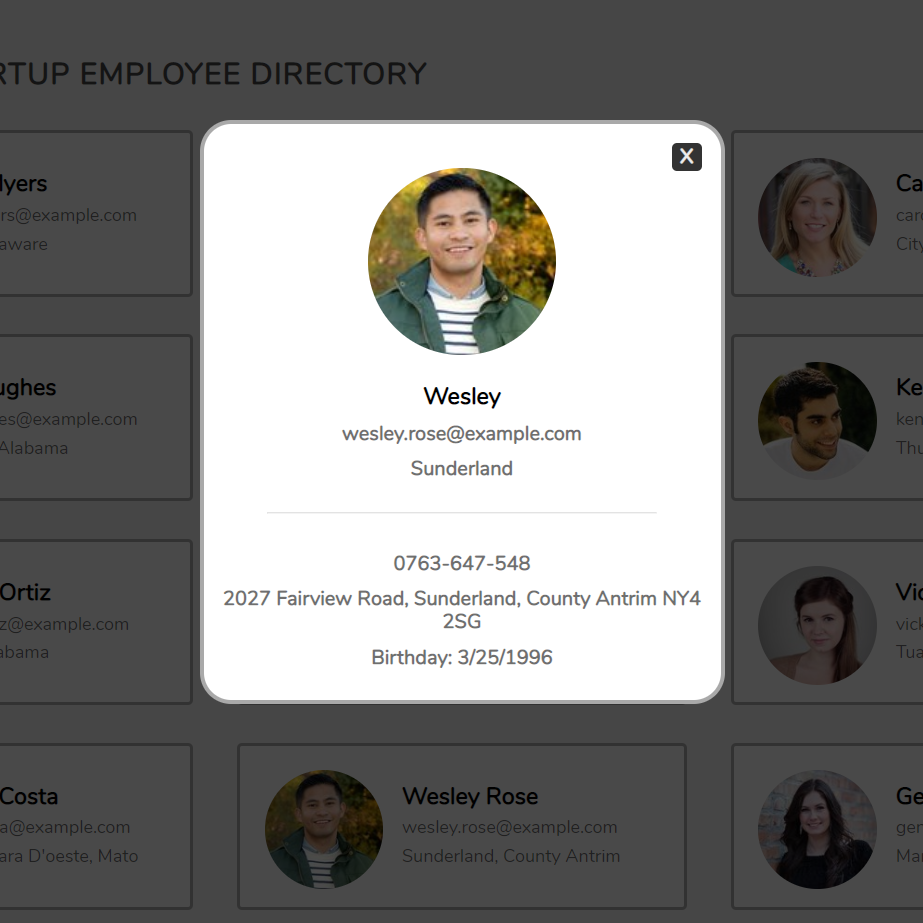 RTUP EMPLOYEE DIRECTORY
X
Wesley
wesley.rose@example.com
Sunderland
0763-647-548
2027 Fairview Road, Sunderland, County Antrim NY4
2SG
Birthday: 3/25/1996
lyers
rs@example.com
aware
Ca
caro
City
ughes
es@example.com
Alabama
Ke
ken
Thu
Ortiz
z@example.com
abama
Vic
vick
Tua
Costa
a@example.com
ara D'oeste, Mato
Wesley Rose
wesley.rose@example.com
Sunderland, County Antrim
Ge
ger
Mar